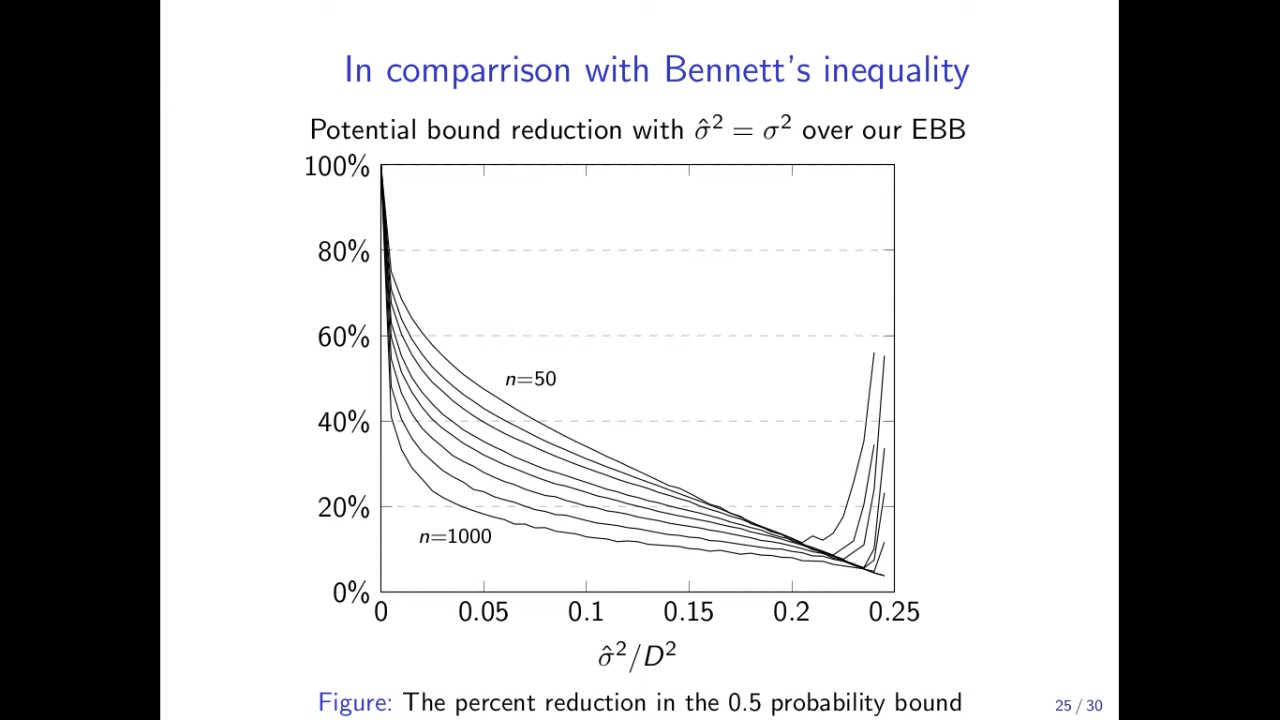 In comparrison with Bennett's inequality
Potential bound reduction with σ̂² = σ² over our EBB
100%
80%
60%
40%
20%
0%
n=50
n=1000
0 0.05 0.1 0.15 0.2 0.25
σ̂²/D²
Figure: The percent reduction in the 0.5 probability bound
25 / 30